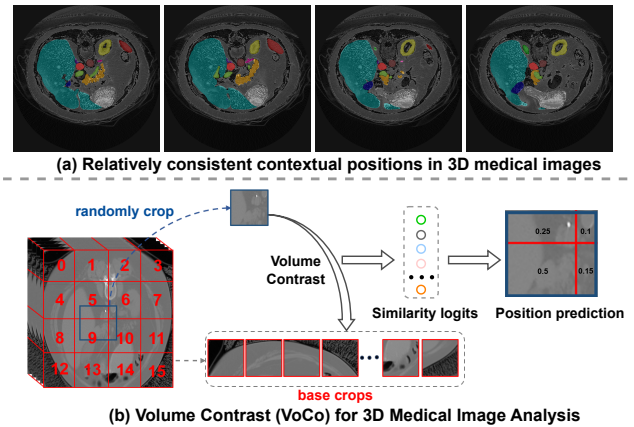 (a) Relatively consistent contextual positions in 3D medical images
randomly crop
0 1 2 3
4 5 6 7
8 9 10 11
12 13 14 15
Volume
Contrast
Similarity logits
0.25 0.1
0.5 0.15
Position prediction
base crops
(b) Volume Contrast (VoCo) for 3D Medical Image Analysis